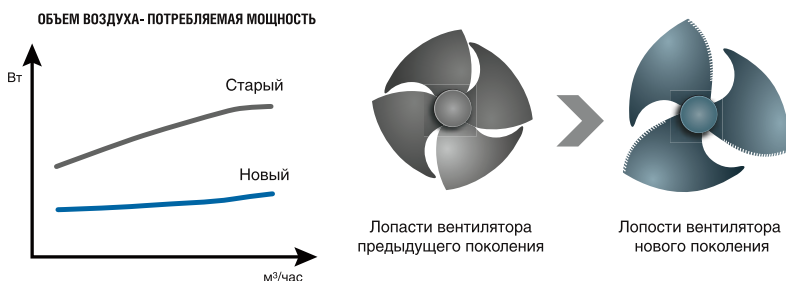 ОБЪЕМ ВОЗДУХА- ПОТРЕБЛЯЕМАЯ МОЩНОСТЬ
Вт
Старый
Новый
м³/час
Лопасти вентилятора
предыдущего поколения
Лопости вентилятора
нового поколения